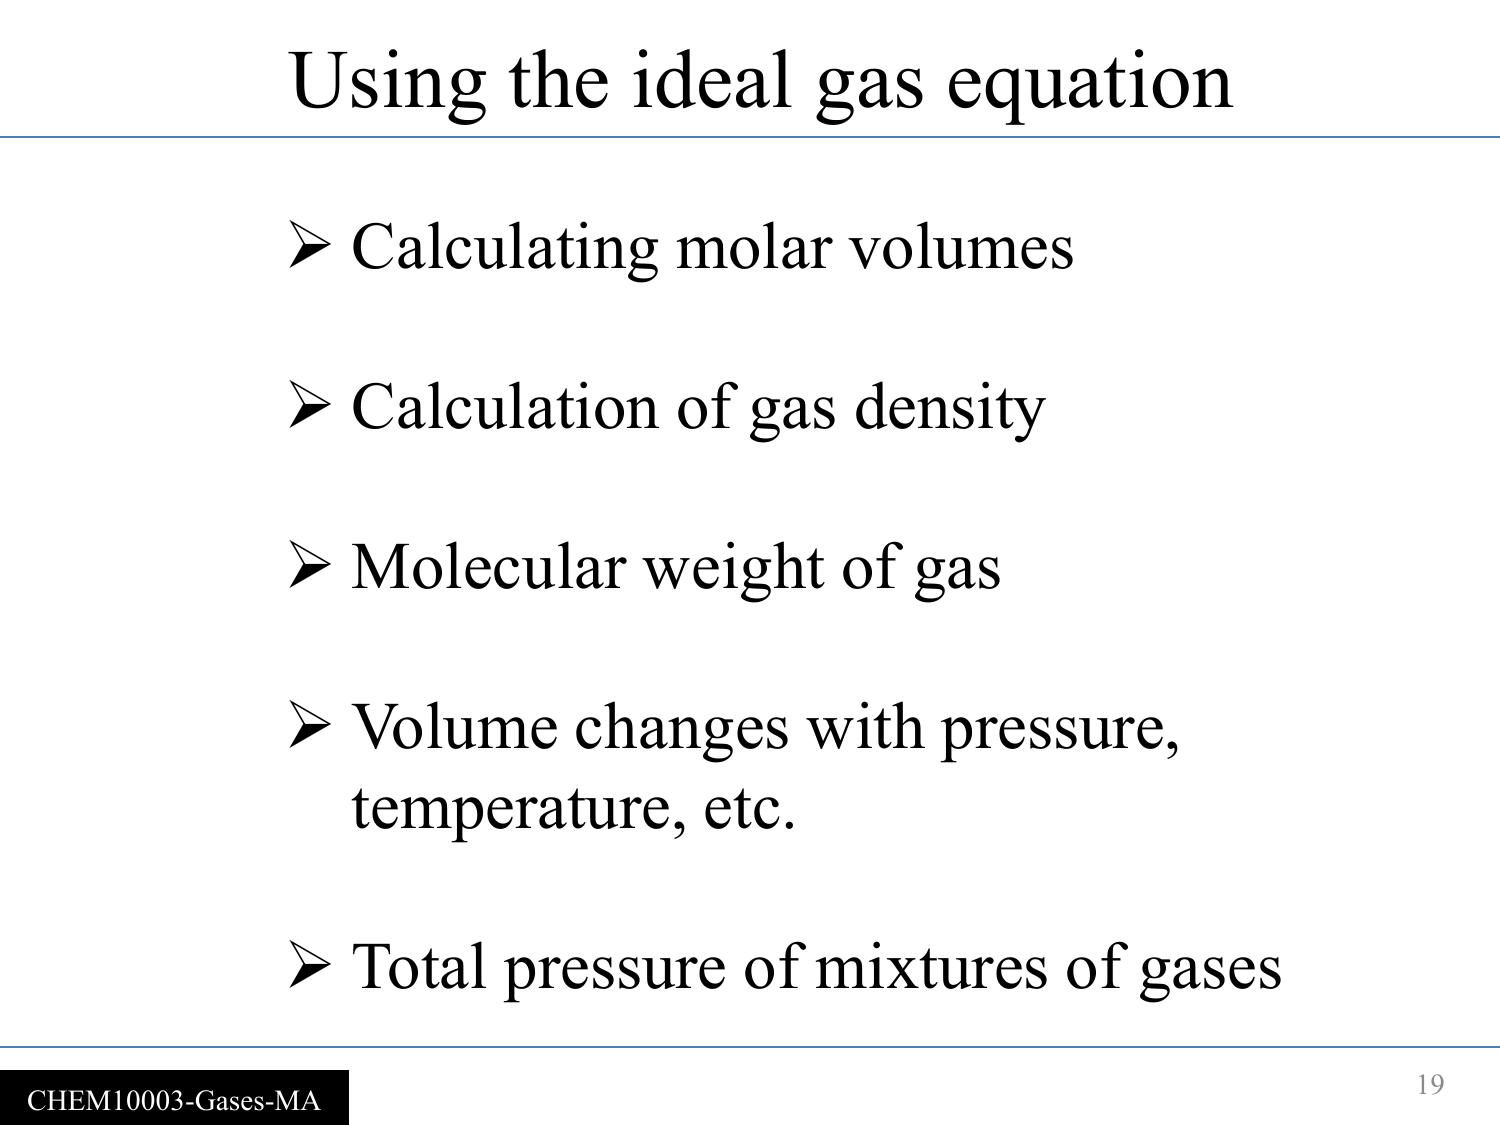 Using the ideal gas equation
➢ Calculating molar volumes
➢ Calculation of gas density
➢ Molecular weight of gas
➢ Volume changes with pressure,
temperature, etc.
➢ Total pressure of mixtures of gases
CHEM10003-Gases-MA
19